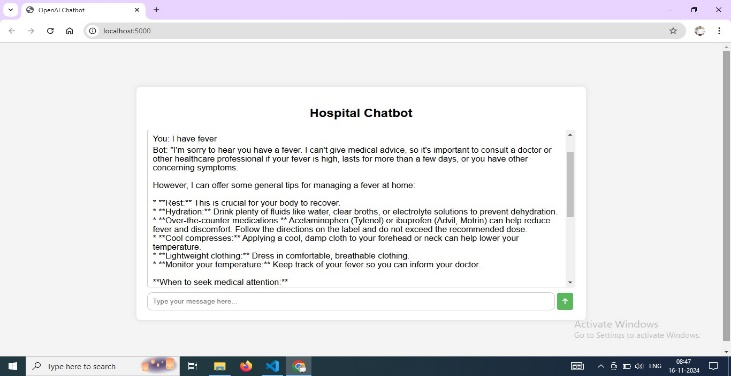 OpenAI Chatbot
localhost:5000
Hospital Chatbot
You: I have fever
Bot: "I'm sorry to hear you have a fever. I can't give medical advice, so it's important to consult a doctor or
other healthcare professional if your fever is high, lasts for more than a few days, or you have other
concerning symptoms.
However, I can offer some general tips for managing a fever at home:
* **Rest:** This is crucial for your body to recover.
* **Hydration:** Drink plenty of fluids like water, clear broths, or electrolyte solutions to prevent dehydration.
* **Over-the-counter medications:** Acetaminophen (Tylenol) or ibuprofen (Advil, Motrin) can help reduce
fever and discomfort. Follow the directions on the label and do not exceed the recommended dose.
* **Cool compresses:** Applying a cool, damp cloth to your forehead or neck can help lower your
temperature.
* **Lightweight clothing:** Dress in comfortable, breathable clothing.
* **Monitor your temperature:** Keep track of your fever so you can inform your doctor.
**When to seek medical attention:**
Type your message here...
Activate Windows
Go to Settings to activate Windows.
Type here to search
ENG
08:47
16-11-2024